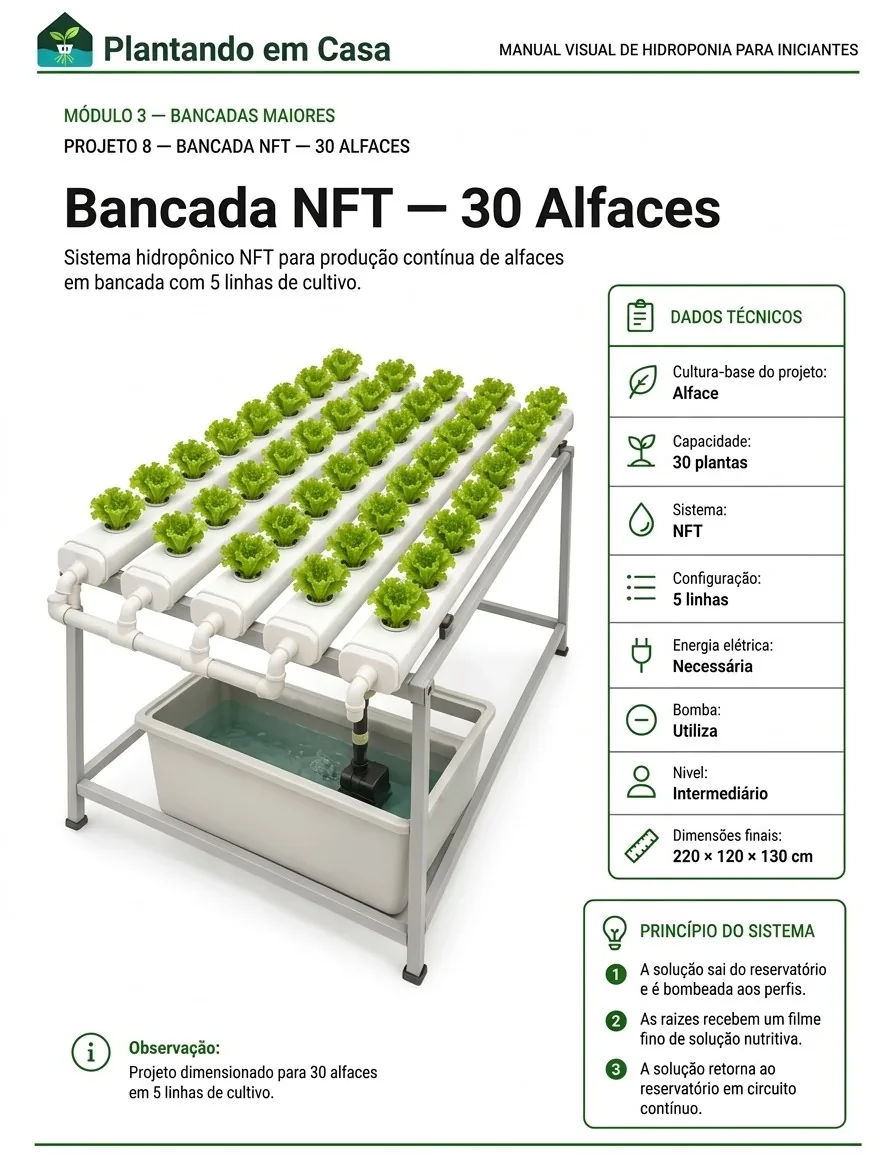 Plantando em Casa
MANUAL VISUAL DE HIDROPONIA PARA INICIANTES
MÓDULO 3 — BANCADAS MAIORES
PROJETO 8 — BANCADA NFT — 30 ALFACES
Bancada NFT — 30 Alfaces
Sistema hidropônico NFT para produção contínua de alfaces
em bancada com 5 linhas de cultivo.
DADOS TÉCNICOS
Cultura-base do projeto:
Alface
Capacidade:
30 plantas
Sistema:
NFT
Configuração:
5 linhas
Energia elétrica:
Necessária
Bomba:
Utiliza
Nivel:
Intermediário
Dimensões finais:
220 × 120 × 130 cm
PRINCÍPIO DO SISTEMA
1 A solução sai do reservatório
e é bombeada aos perfis.
2 As raizes recebem um filme
fino de solução nutritiva.
3 A solução retorna ao
reservatório em circuito
contínuo.
Observação:
Projeto dimensionado para 30 alfaces
em 5 linhas de cultivo.